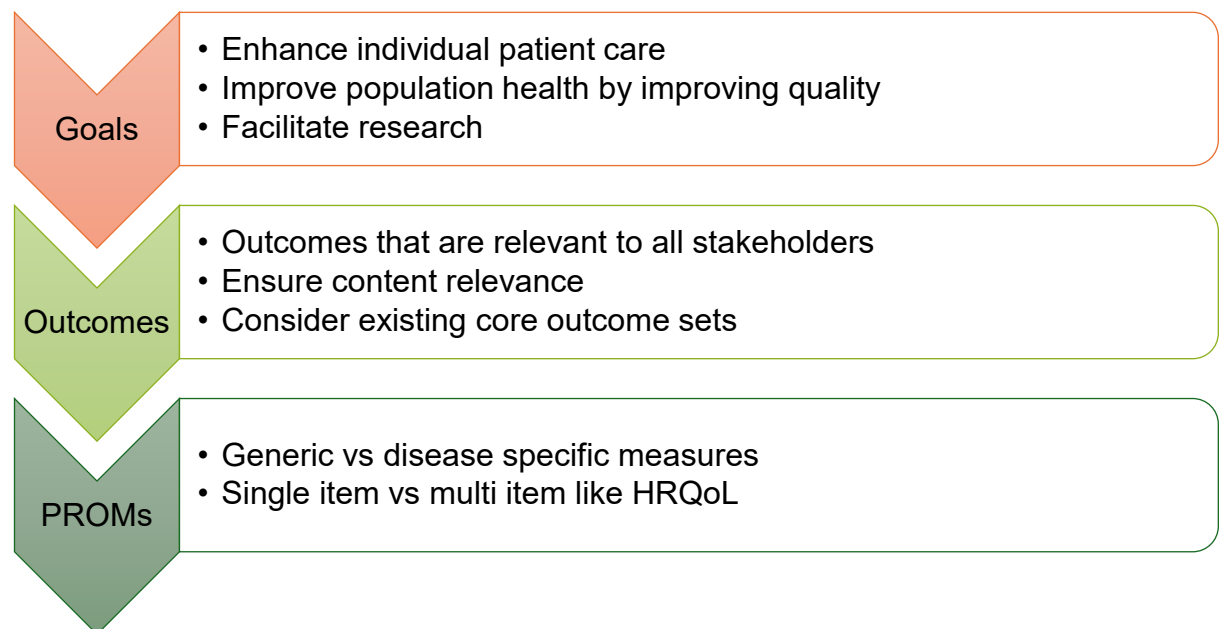 Goals
• Enhance individual patient care
• Improve population health by improving quality
• Facilitate research
Outcomes
• Outcomes that are relevant to all stakeholders
• Ensure content relevance
• Consider existing core outcome sets
PROMs
• Generic vs disease specific measures
• Single item vs multi item like HRQoL